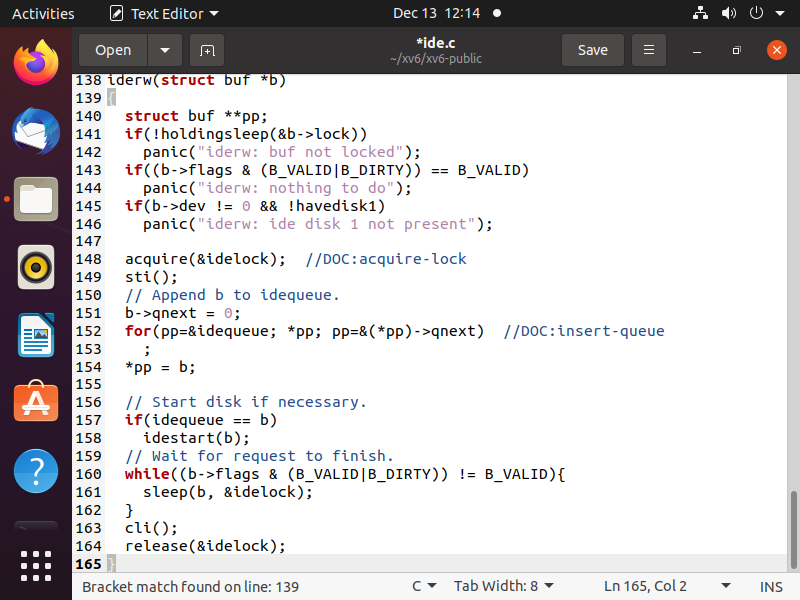 Activities Text Editor Dec 13 12:14
Open *ide.c Save
~/xv6/xv6-public
138 iderw(struct buf *b)
139 {
140   struct buf **pp;
141   if(!holdingsleep(&b->lock))
142     panic("iderw: buf not locked");
143   if((b->flags & (B_VALID|B_DIRTY)) == B_VALID)
144     panic("iderw: nothing to do");
145   if(b->dev != 0 && !havedisk1)
146     panic("iderw: ide disk 1 not present");
147
148   acquire(&idelock);  //DOC:acquire-lock
149   sti();
150   // Append b to idequeue.
151   b->qnext = 0;
152   for(pp=&idequeue; *pp; pp=&(*pp)->qnext)  //DOC:insert-queue
153     ;
154   *pp = b;
155
156   // Start disk if necessary.
157   if(idequeue == b)
158     idestart(b);
159   // Wait for request to finish.
160   while((b->flags & (B_VALID|B_DIRTY)) != B_VALID){
161     sleep(b, &idelock);
162   }
163   cli();
164   release(&idelock);
165 }
Bracket match found on line: 139 C Tab Width: 8 Ln 165, Col 2 INS